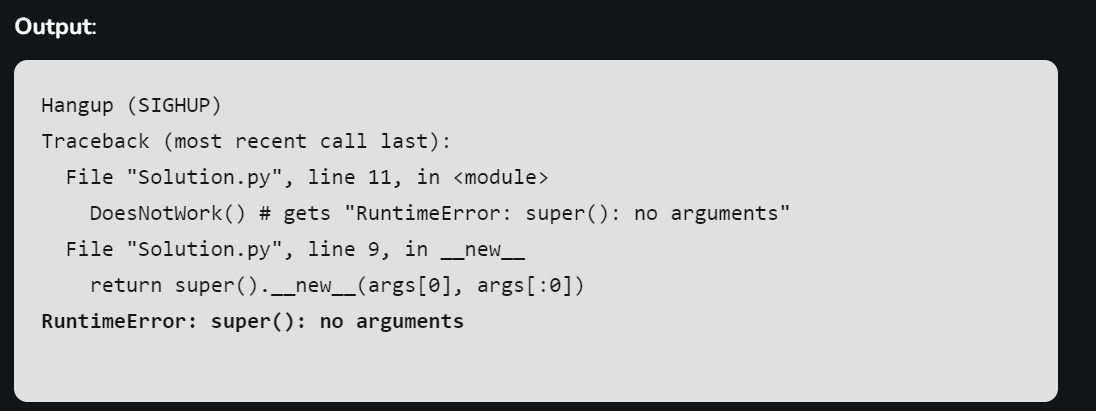 Output:
Hangup (SIGHUP)
Traceback (most recent call last):
  File "Solution.py", line 11, in <module>
    DoesNotWork() # gets "RuntimeError: super(): no arguments"
  File "Solution.py", line 9, in __new__
    return super().__new__(args[0], args[:0])
RuntimeError: super(): no arguments